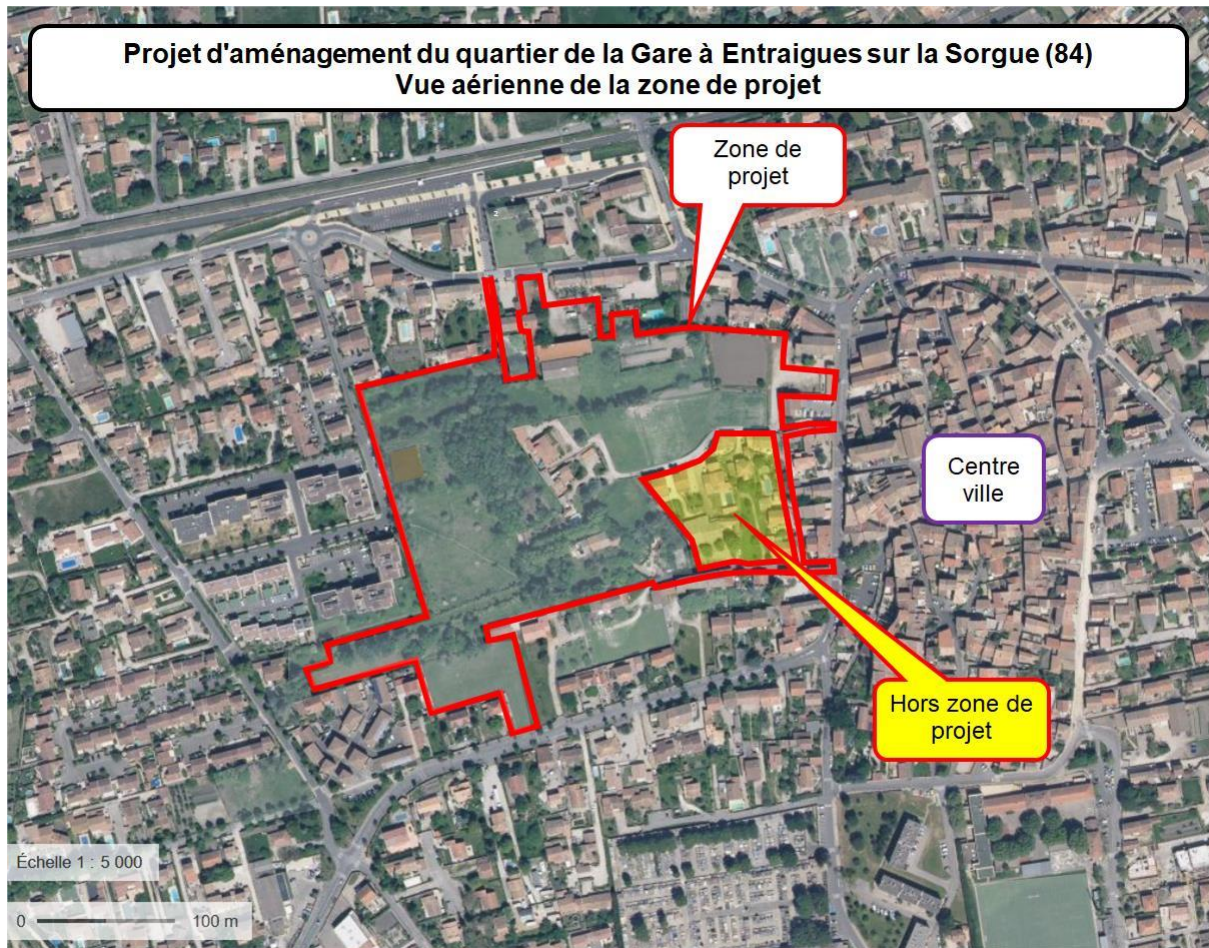 Projet d'aménagement du quartier de la Gare à Entraigues sur la Sorgue (84)
Vue aérienne de la zone de projet
Zone de
projet
Centre
ville
Hors zone de
projet
Échelle 1 : 5 000
0
100 m